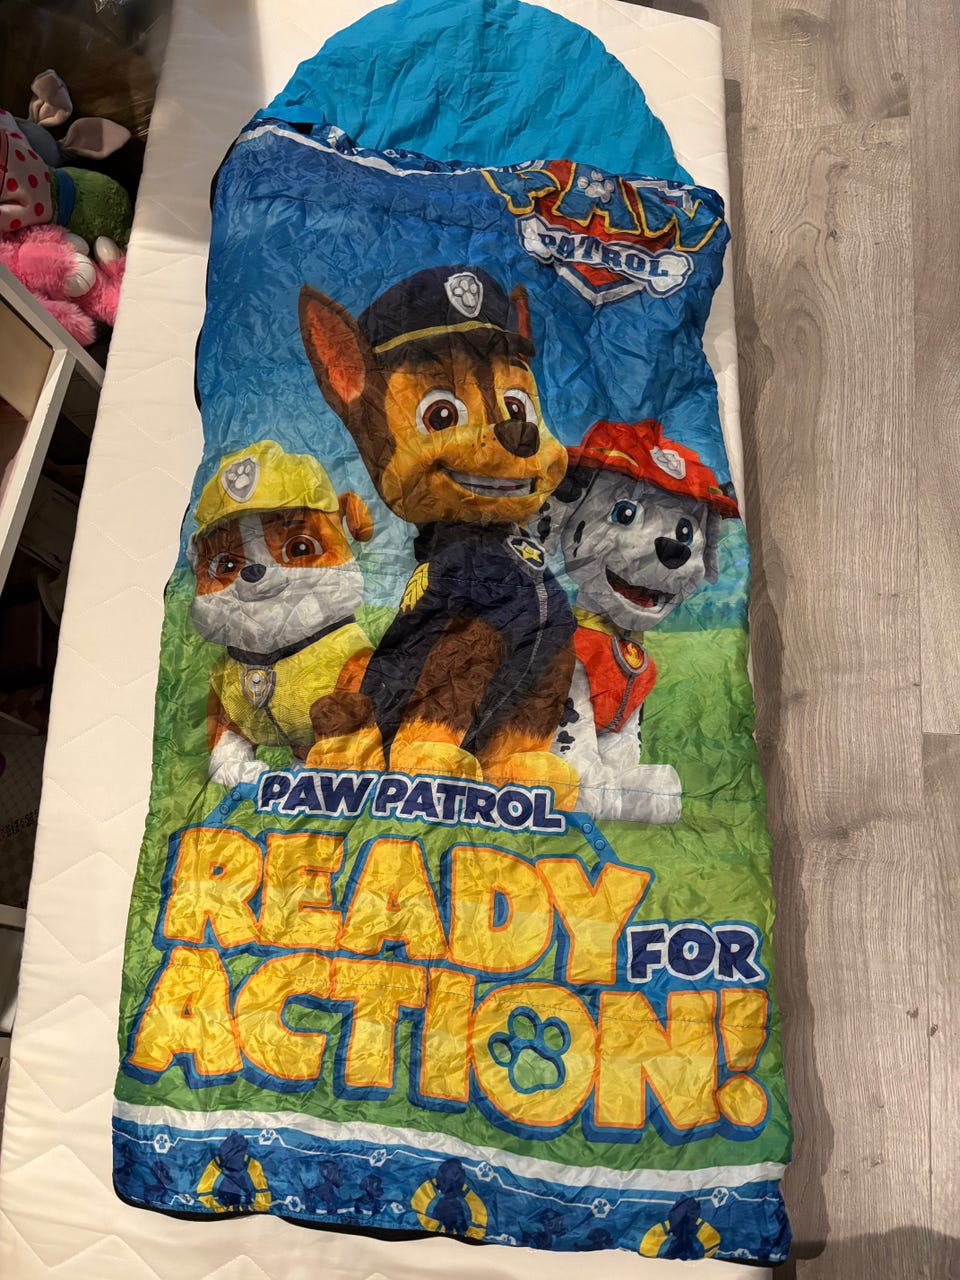 PAW
PATROL
PAW PATROL
READY
FOR
ACTION!